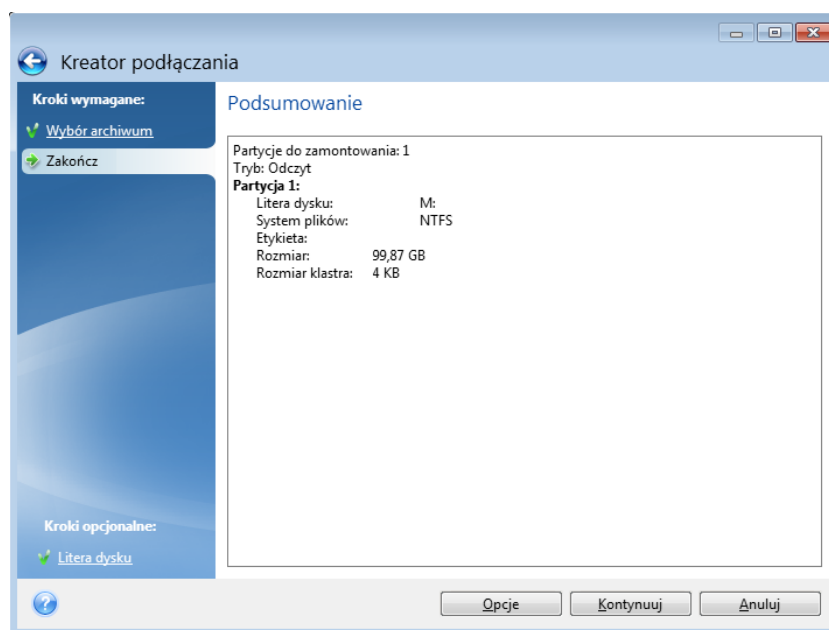 Kreator podłączania
Kroki wymagane:
Wybór archiwum
Zakończ
Kroki opcjonalne:
Litera dysku
Podsumowanie
Partycje do zamontowania: 1
Tryb: Odczyt
Partycja 1:
Litera dysku: M:
System plików: NTFS
Etykieta:
Rozmiar: 99,87 GB
Rozmiar klastra: 4 KB
Opcje
Kontynuuj
Anuluj